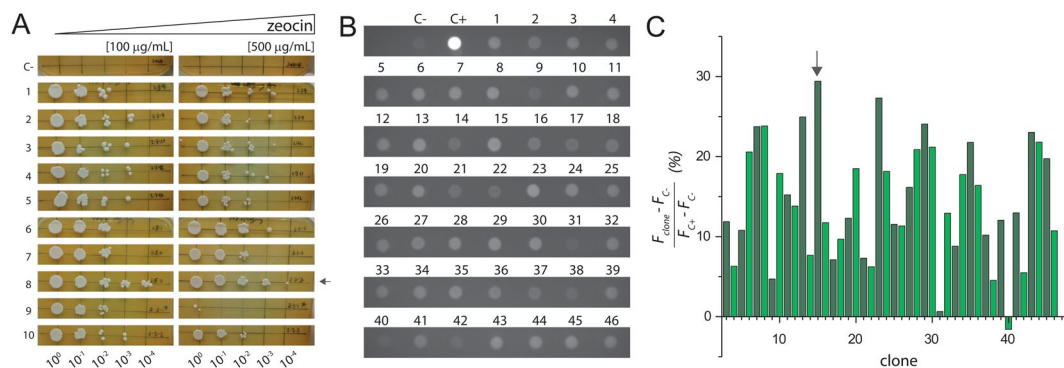 A
zeocin
[100 µg/mL] [500 µg/mL]
C-
1
2
3
4
5
6
7
8
9
10
10⁰ 10⁻¹ 10⁻² 10⁻³ 10⁻⁴ 10⁰ 10⁻¹ 10⁻² 10⁻³ 10⁻⁴
B
C- C+ 1 2 3 4
5 6 7 8 9 10 11
12 13 14 15 16 17 18
19 20 21 22 23 24 25
26 27 28 29 30 31 32
33 34 35 36 37 38 39
40 41 42 43 44 45 46
C
30
20
10
0
F clone - F C-
F C+ - F C-
(%)
10 20 30 40
clone